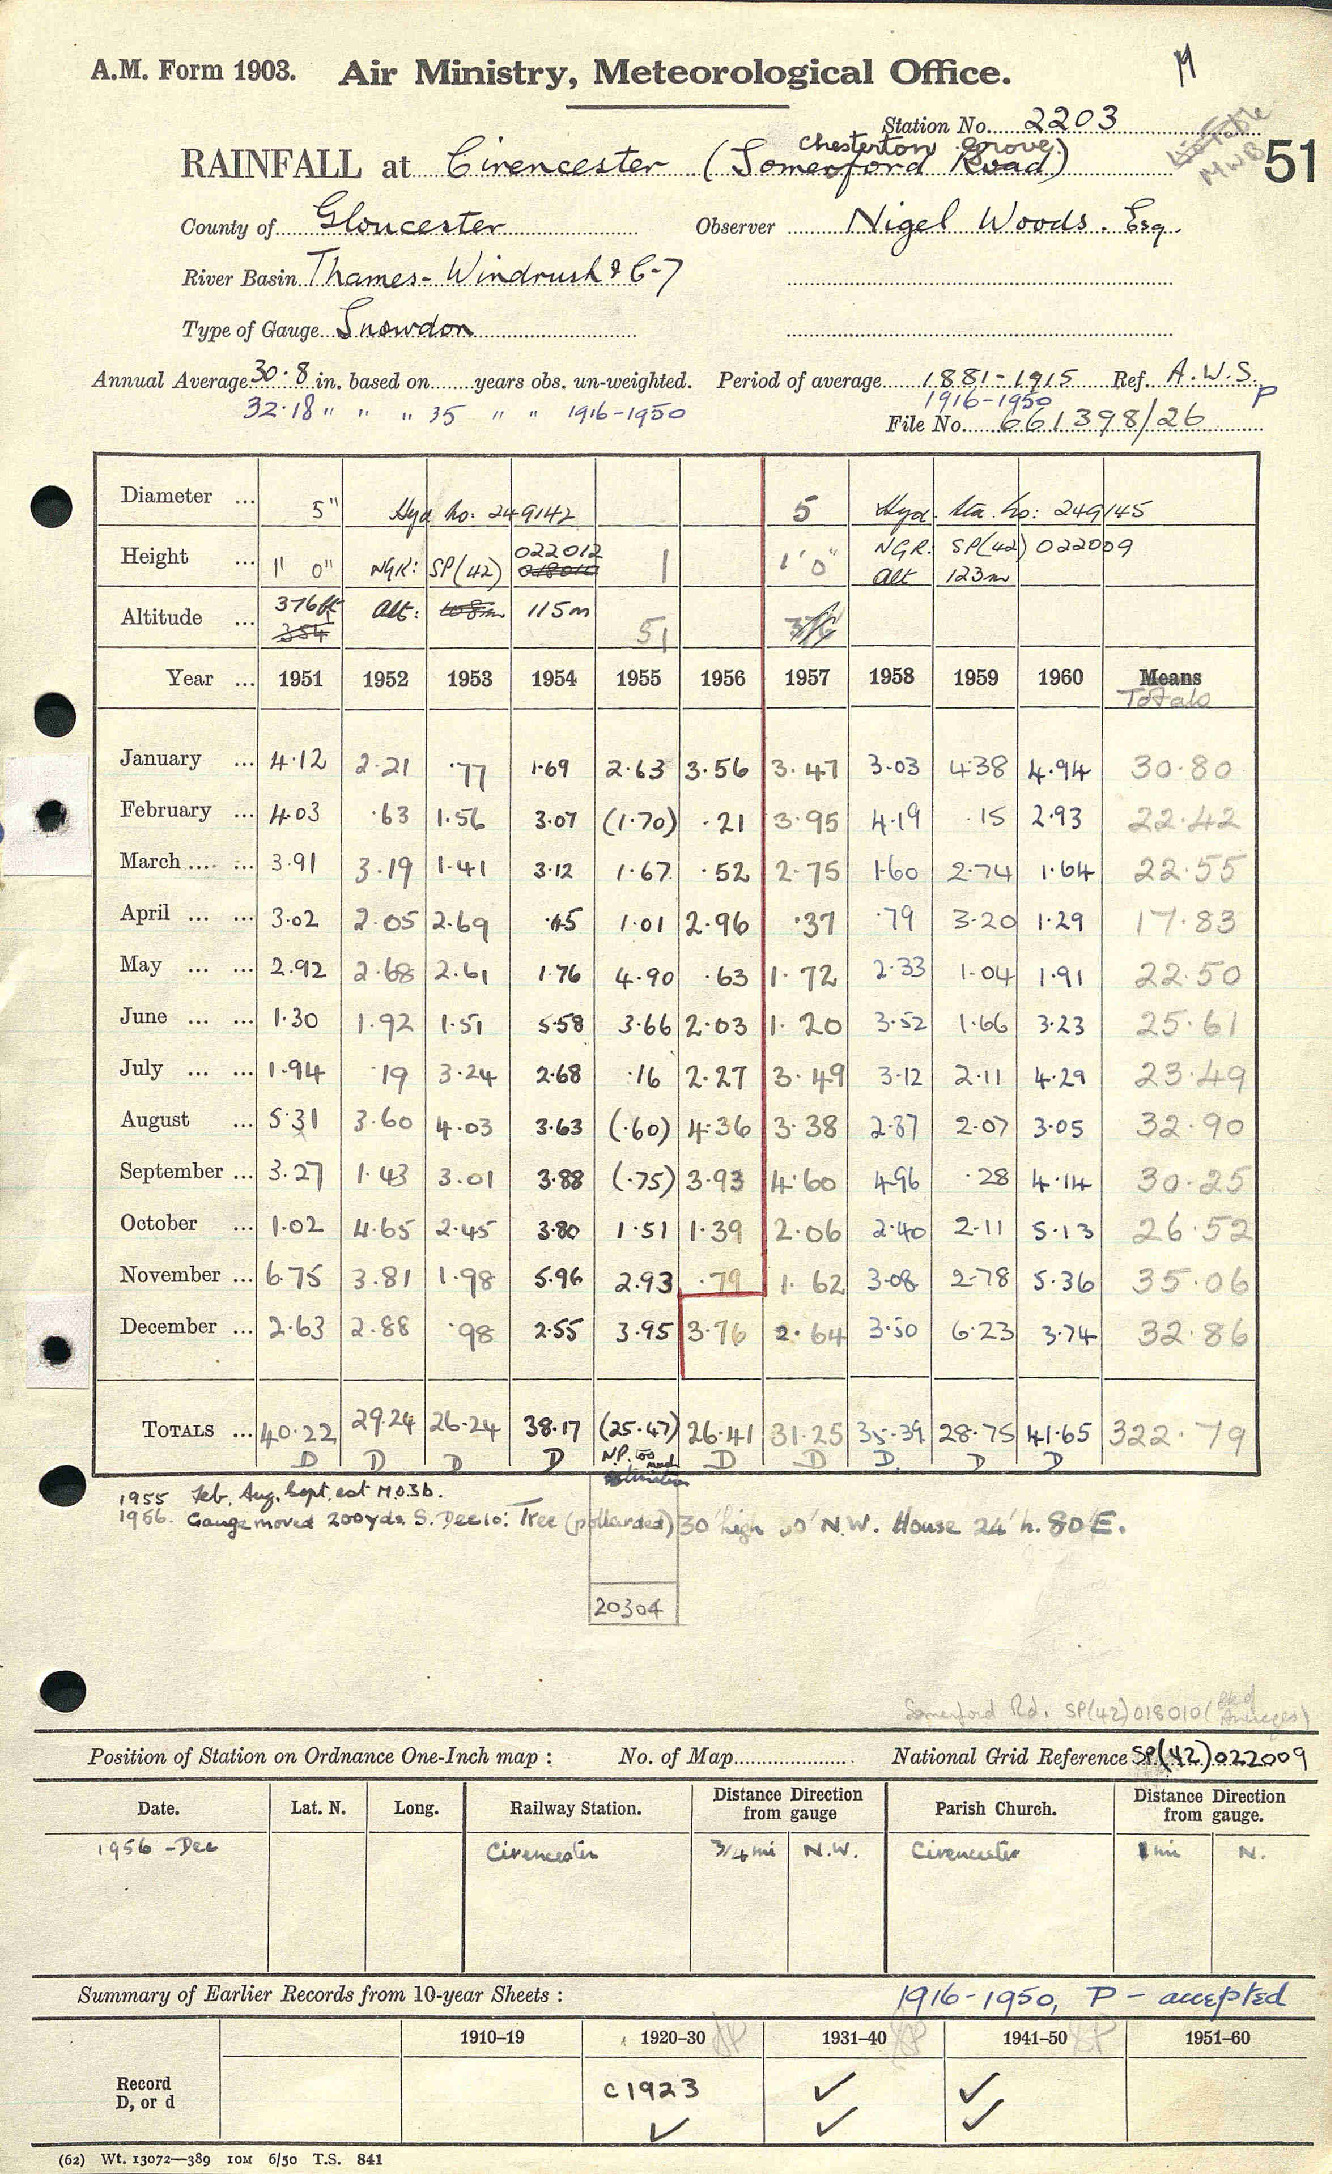 A.M. Form 1903. Air Ministry, Meteorological Office. M
Station No. 2203
Chesterton Grove.
RAINFALL at Cirencester (Somerford Road) 51
MWB
County of Gloucester Observer Nigel Woods. Esq.
River Basin Thames-Windrush & C-7
Type of Gauge Snowdon
Annual Average 30·8 in. based on years obs. un-weighted. Period of average 1881-1915 Ref. A.W.S. P
32·18 " " " 35 " " 1916-1950 1916-1950
File No. 661398/26
Diameter ... 5" Hyd No: 249142 5 Hyd. Sta. No: 249145
Height ... 1' 0" NGR: SP(42) 018010 022012 1 1' 0" NGR: SP(42) 022009
Alt 123m
Altitude ... 354 376ft Alt: 108m 115m 51 376
Year ... 1951 1952 1953 1954 1955 1956 1957 1958 1959 1960 Means
Totals
January ... 4·12 2·21 ·77 1·69 2·63 3·56 3·47 3·03 4·38 4·94 30·80
February ... 4·03 ·63 1·56 3·07 (1·70) ·21 3·95 4·19 ·15 2·93 22·42
March .... ... 3·91 3·19 1·41 3·12 1·67 ·52 2·75 1·60 2·74 1·64 22·55
April ... ... 3·02 2·05 2·69 ·45 1·01 2·96 ·37 ·79 3·20 1·29 17·83
May ... ... 2·92 2·68 2·61 1·76 4·90 ·63 1·72 2·33 1·04 1·91 22·50
June ... ... 1·30 1·92 1·51 5·58 3·66 2·03 1·20 3·52 1·66 3·23 25·61
July ... ... 1·94 ·19 3·24 2·68 ·16 2·27 3·49 3·12 2·11 4·29 23·49
August ... 5·31 3·60 4·03 3·63 (·60) 4·36 3·38 2·87 2·07 3·05 32·90
September ... 3·27 1·43 3·01 3·88 (·75) 3·93 4·60 4·96 ·28 4·14 30·25
October ... 1·02 4·65 2·45 3·80 1·51 1·39 2·06 2·40 2·11 5·13 26·52
November ... 6·75 3·81 1·98 5·96 2·93 ·79 1·62 3·08 2·78 5·36 35·06
December ... 2·63 2·88 ·98 2·55 3·95 3·76 2·64 3·50 6·23 3·74 32·86
Totals ... 40·22 29·24 26·24 38·17 (25·47) 26·41 31·25 35·39 28·75 41·65 322·79
D D D D N.P. too much estimation D D D. D D
1955 Feb, Aug, Sept, est M.O.3b.
1956. Gauge moved 200yds. S. Dec 10: Tree (pollarded) 30' high 'N.W. House 24' h. 80'E.
20304
Somerford Rd. SP(42)018010 (
Averages)
Position of Station on Ordnance One-Inch map : No. of Map National Grid Reference SP(42)022009
Date. Lat. N. Long. Railway Station. Distance Direction from gauge Parish Church. Distance Direction from gauge.
1956 - Dec Cirencester 3/4 mi N.W. Cirencester 1 mi N.
Summary of Earlier Records from 10-year Sheets : 1916-1950, P - accepted
1910–19 1920–30 1931–40 1941–50 1951–60
Record D, or d c1923 ✓ ✓
✓ ✓ ✓
(62) Wt. 13072—389 10M 6/50 T.S. 841